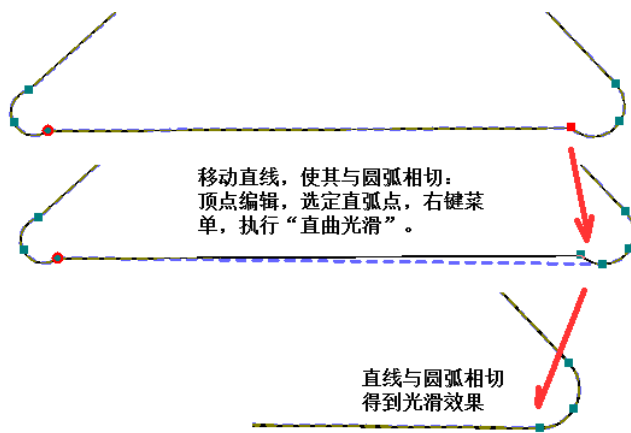 移动直线，使其与圆弧相切：
顶点编辑，选定直弧点，右键菜
单，执行“直曲光滑”。
直线与圆弧相切
得到光滑效果